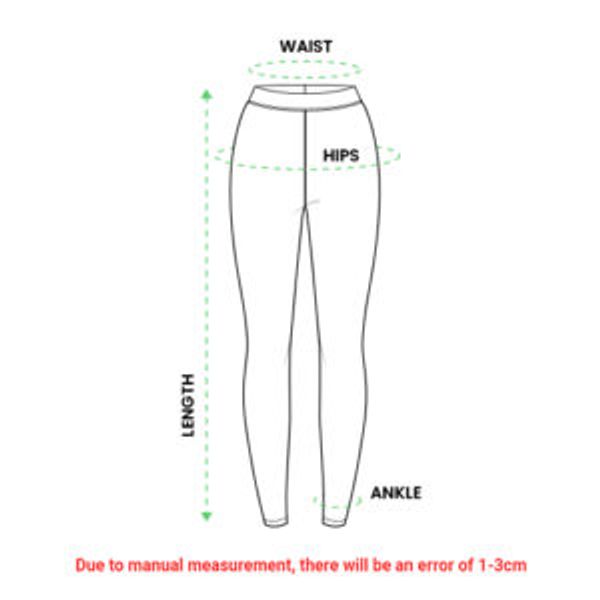 WAIST
HIPS
LENGTH
ANKLE
Due to manual measurement, there will be an error of 1-3cm